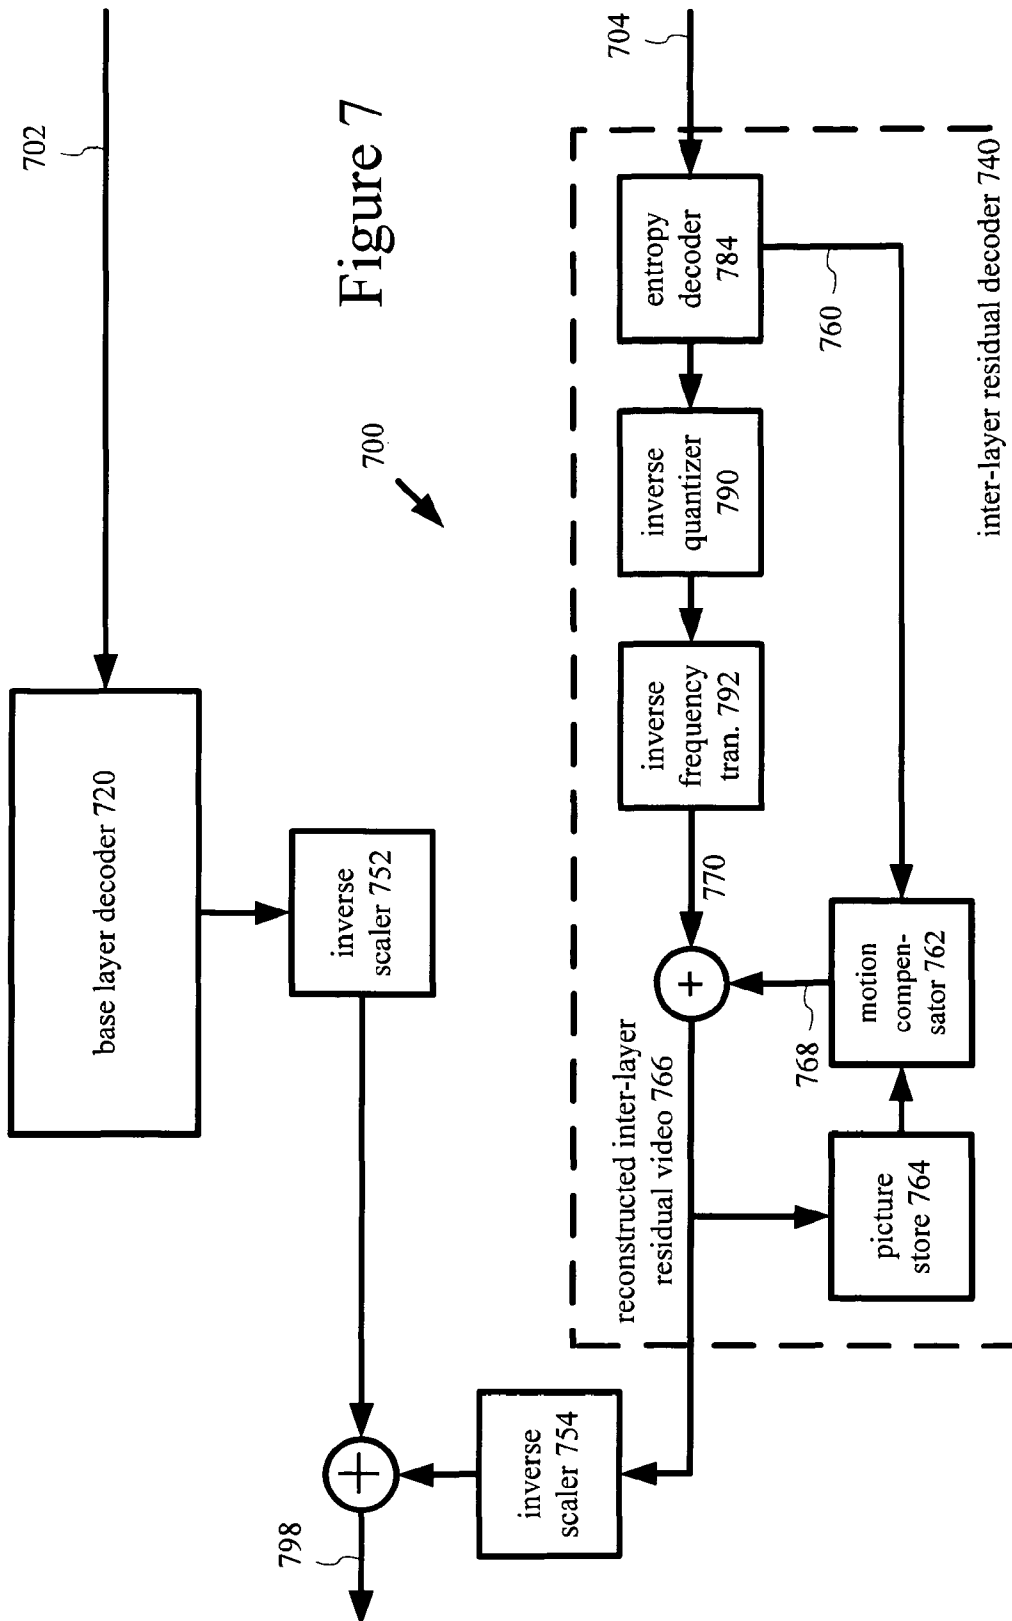 702
base layer decoder 720
inverse
scaler 752
798
inverse
scaler 754
Figure 7
700
704
entropy
decoder
784
inverse
quantizer
790
inverse
frequency
tran. 792
770
+
760
768
motion
compen-
sator 762
picture
store 764
reconstructed inter-layer
residual video 766
inter-layer residual decoder 740